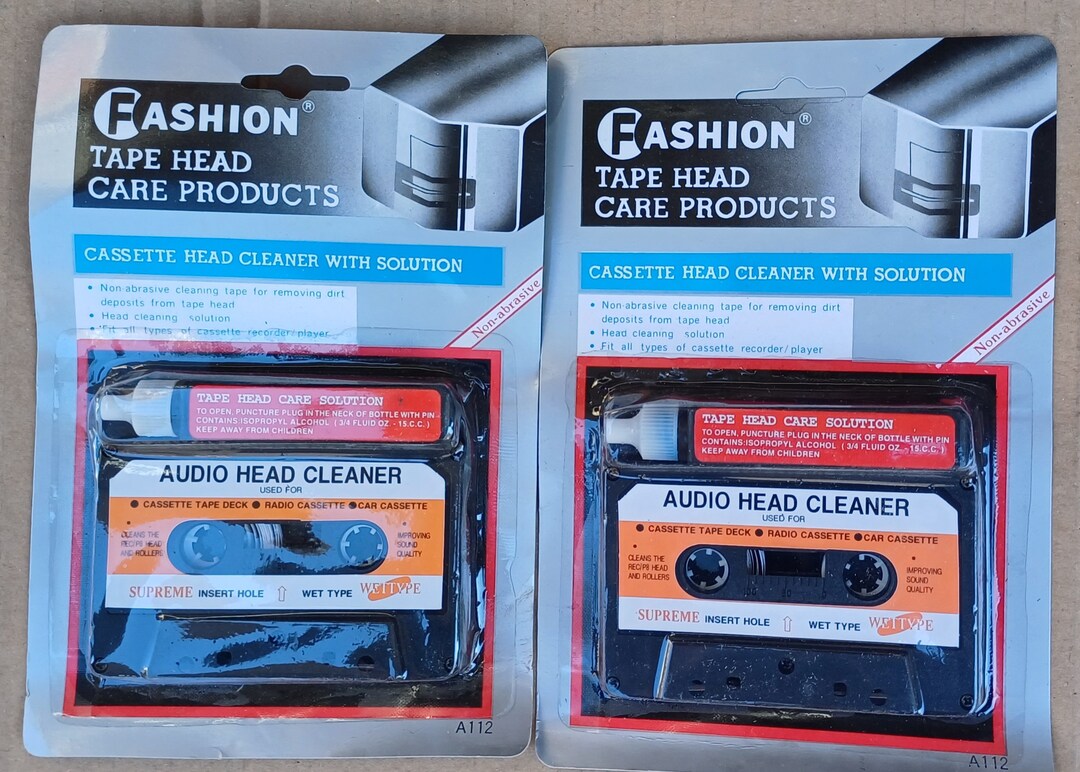 FASHION®
TAPE HEAD
CARE PRODUCTS
CASSETTE HEAD CLEANER WITH SOLUTION
• Non-abrasive cleaning tape for removing dirt
deposits from tape head
• Head cleaning solution
• Fit all types of cassette recorder/player
Non-abrasive
TAPE HEAD CARE SOLUTION
TO OPEN, PUNCTURE PLUG IN THE NECK OF BOTTLE WITH PIN
CONTAINS:ISOPROPYL ALCOHOL ( 3/4 FLUID OZ. - 15.C.C.)
KEEP AWAY FROM CHILDREN
AUDIO HEAD CLEANER
USED FOR
● CASSETTE TAPE DECK ● RADIO CASSETTE ● CAR CASSETTE
CLEANS THE
REC/PB HEAD
AND ROLLERS
IMPROVING
SOUND
QUALITY
SUPREME INSERT HOLE ⇧ WET TYPE WETTYPE
A112
FASHION®
TAPE HEAD
CARE PRODUCTS
CASSETTE HEAD CLEANER WITH SOLUTION
• Non-abrasive cleaning tape for removing dirt
deposits from tape head
• Head cleaning solution
• Fit all types of cassette recorder/player
Non-abrasive
TAPE HEAD CARE SOLUTION
TO OPEN, PUNCTURE PLUG IN THE NECK OF BOTTLE WITH PIN
CONTAINS:ISOPROPYL ALCOHOL ( 3/4 FLUID OZ. - 15.C.C.)
KEEP AWAY FROM CHILDREN
AUDIO HEAD CLEANER
USED FOR
● CASSETTE TAPE DECK ● RADIO CASSETTE ● CAR CASSETTE
CLEANS THE
REC/PB HEAD
AND ROLLERS
IMPROVING
SOUND
QUALITY
SUPREME INSERT HOLE ⇧ WET TYPE WETTYPE
A112